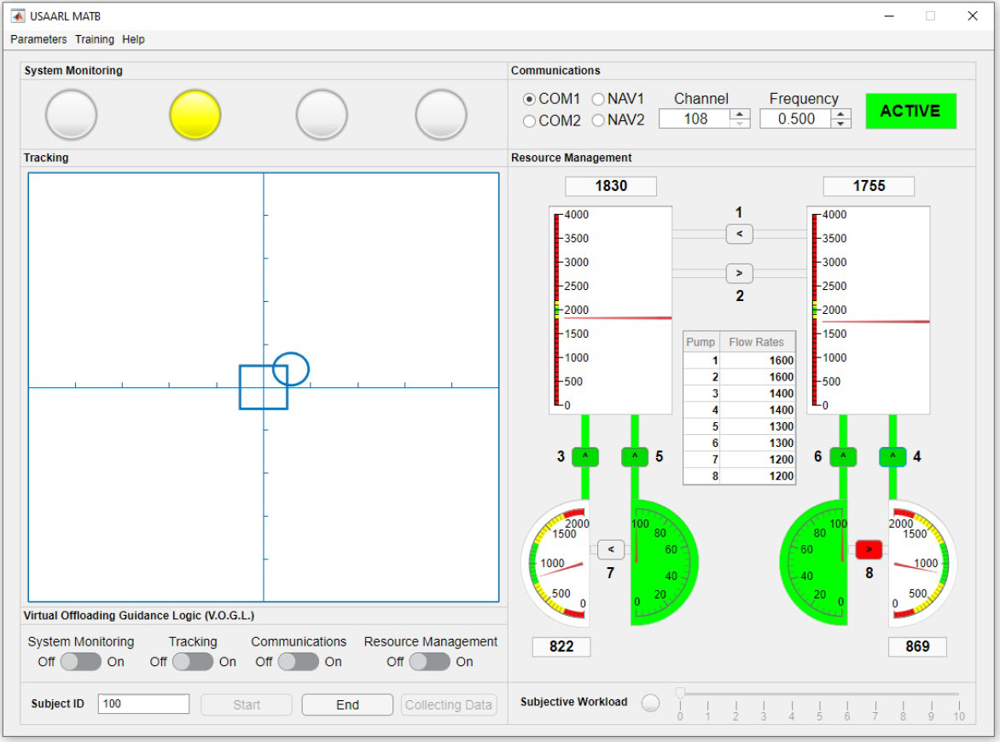 USAARL MATB
Parameters Training Help
System Monitoring
Communications
COM1 NAV1 Channel Frequency
COM2 NAV2 108 0.500 ACTIVE
Tracking
Resource Management
1830 1755
4000 1 4000
3500 < 3500
3000 3000
2500 > 2500
2000 2 2000
1500 1500
1000 1000
500 500
0 0
Pump Flow Rates
1 1600
2 1600
3 1400
4 1400
5 1300
6 1300
7 1200
8 1200
3 ^ ^ 5 6 ^ ^ 4
2000 100 100 2000
1500 80 80 1500
1000 < 60 60 > 1000
7 8
500 40 40 500
0 20 20 0
0 0
822 869
Virtual Offloading Guidance Logic (V.O.G.L.)
System Monitoring Tracking Communications Resource Management
Off On Off On Off On Off On
Subject ID 100 Start End Collecting Data
Subjective Workload
0 1 2 3 4 5 6 7 8 9 10